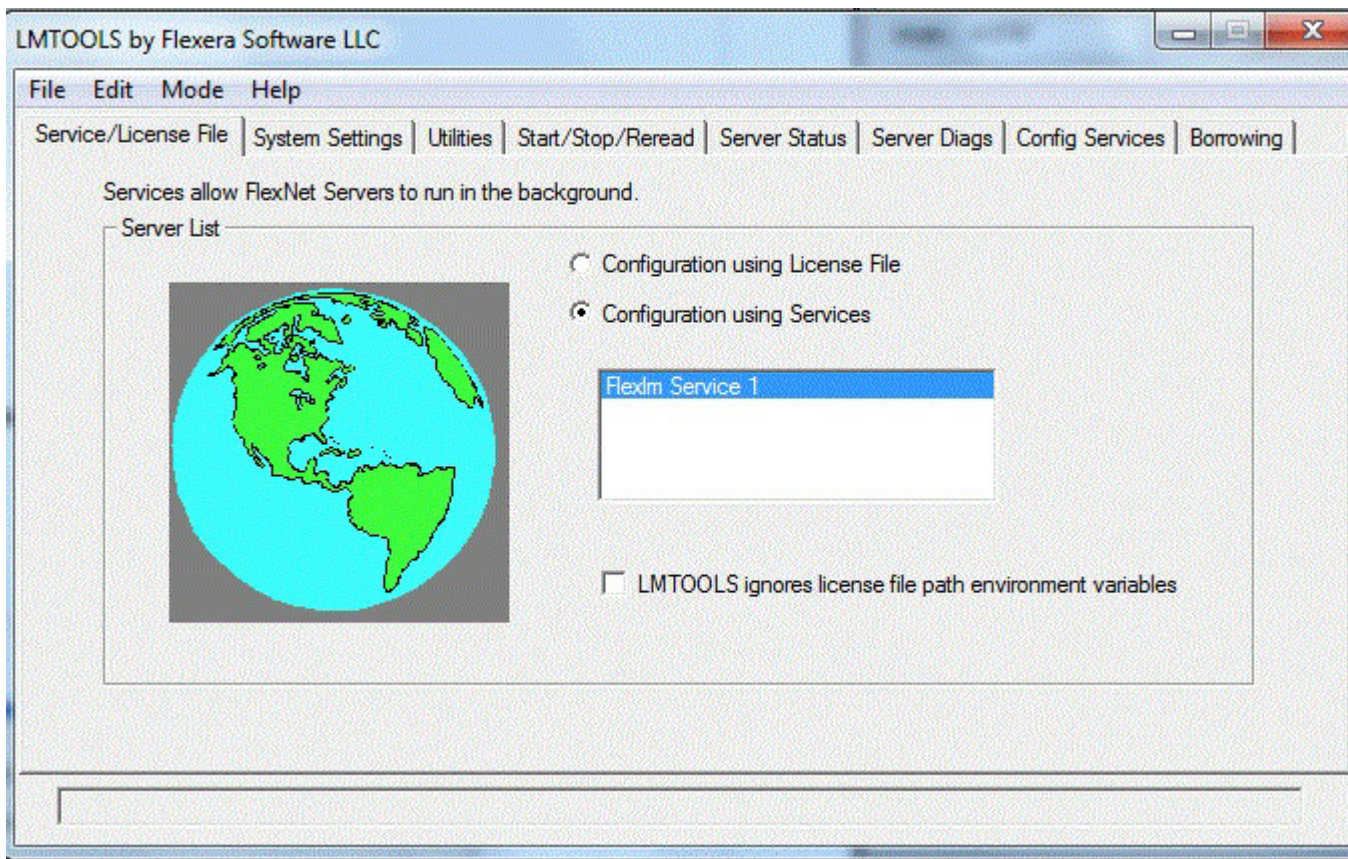 LMTOOLS by Flexera Software LLC
File Edit Mode Help
Service/License File System Settings Utilities Start/Stop/Reread Server Status Server Diags Config Services Borrowing
Services allow FlexNet Servers to run in the background.
Server List
Configuration using License File
Configuration using Services
Flexlm Service 1
LMTOOLS ignores license file path environment variables